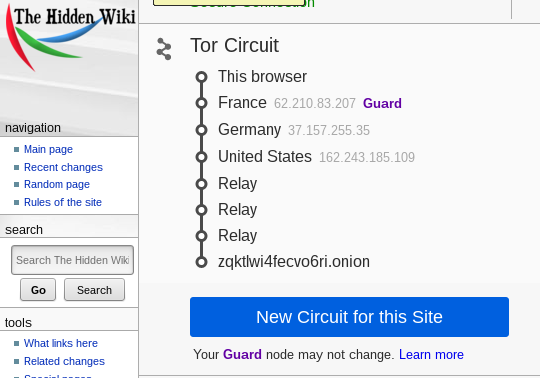 The Hidden Wiki
navigation
Main page
Recent changes
Random page
Rules of the site
search
Search The Hidden Wiki
Go Search
tools
What links here
Related changes
Special pages
Secure Connection
Tor Circuit
This browser
France 62.210.83.207 Guard
Germany 37.157.255.35
United States 162.243.185.109
Relay
Relay
Relay
zqktlwi4fecvo6ri.onion
New Circuit for this Site
Your Guard node may not change. Learn more